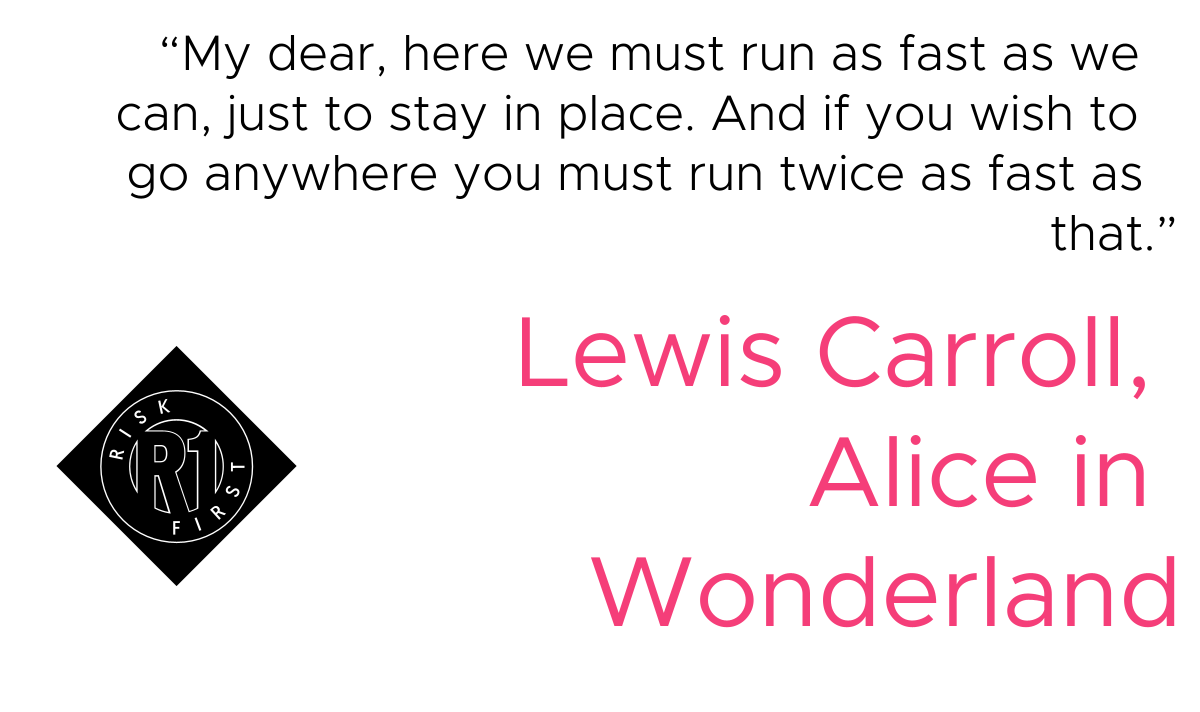 “My dear, here we must run as fast as we
can, just to stay in place. And if you wish to
go anywhere you must run twice as fast as
that.”
Lewis Carroll,
Alice in
Wonderland
RISK
R1
FIRST